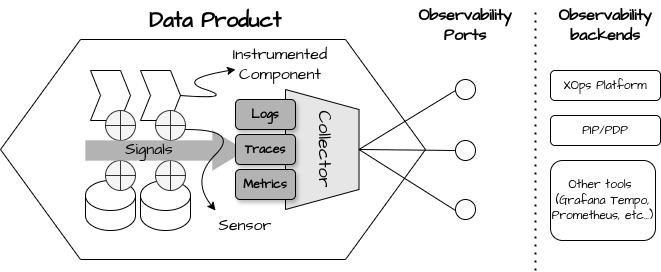 Data Product
Observability
Ports
Observability
backends
Instrumented
Component
Logs
Traces
Metrics
Collector
Signals
Sensor
XOps Platform
PIP/PDP
Other tools
(Grafana Tempo,
Prometheus, etc...)